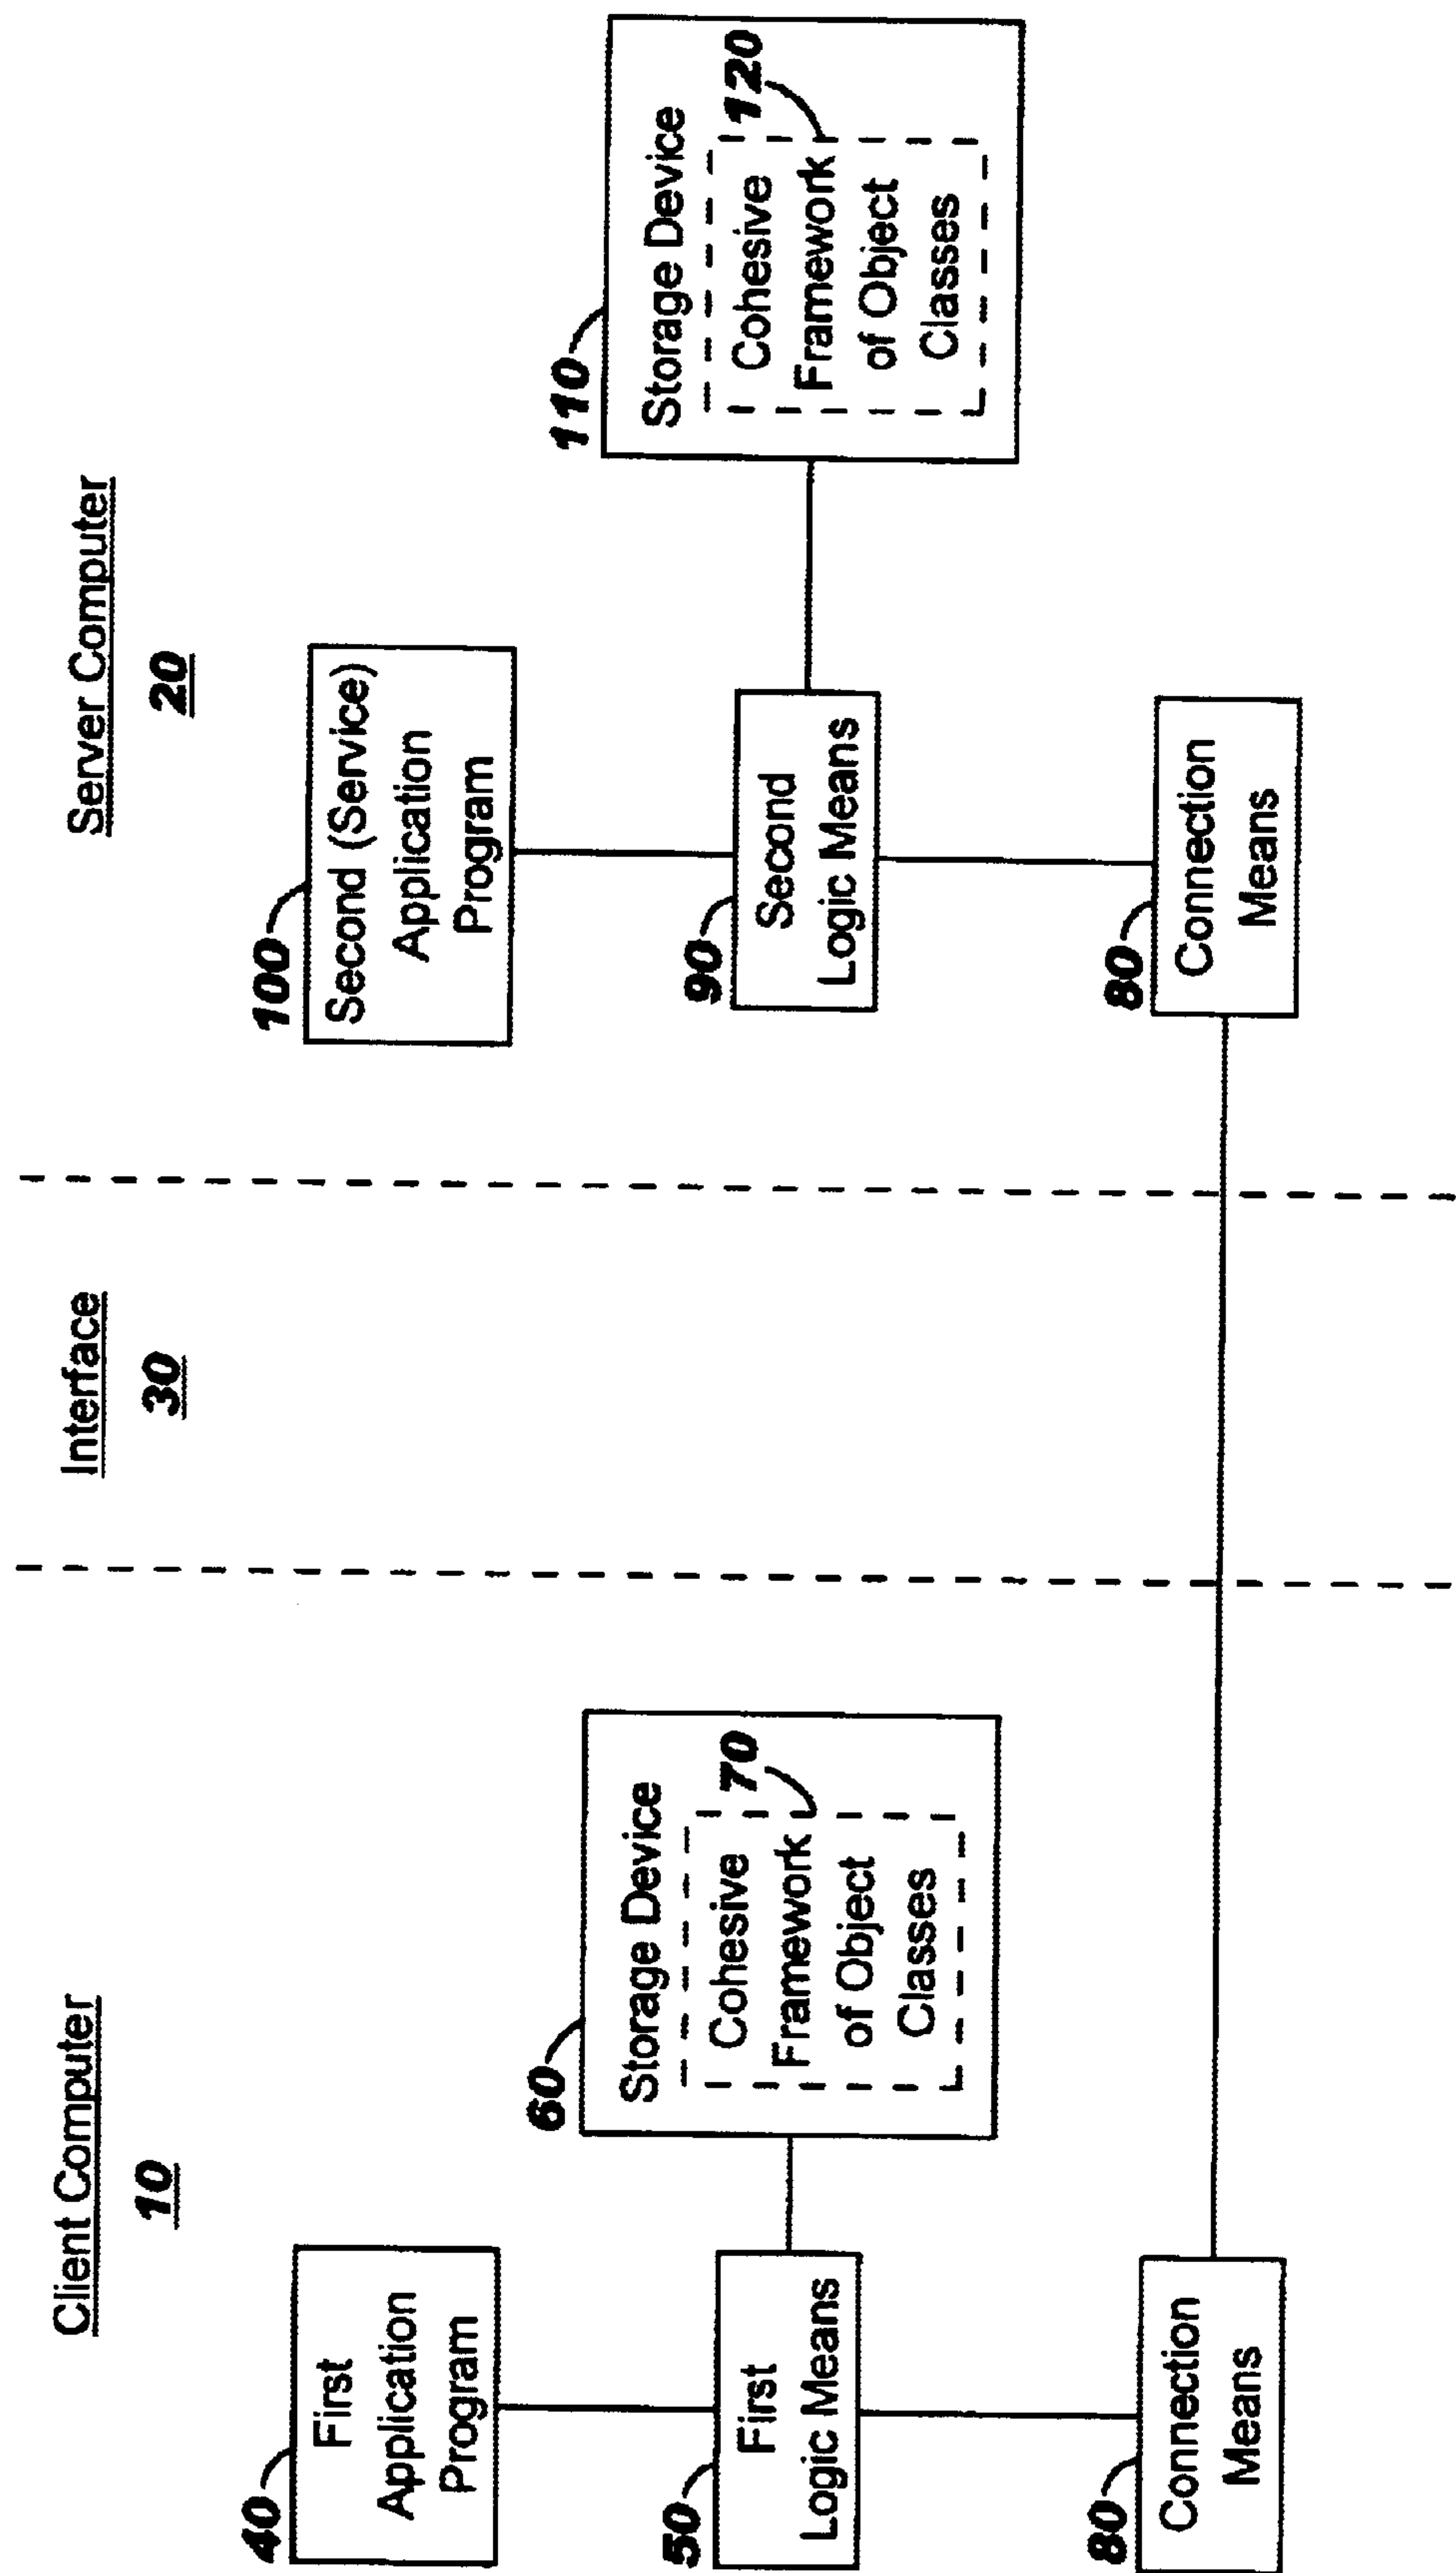 Client Computer
10
Interface
30
Server Computer
20
40
First
Application
Program
50
First
Logic Means
60
Storage Device
70
Cohesive
Framework
of Object
Classes
80
Connection
Means
100
Second (Service)
Application
Program
90
Second
Logic Means
110
Storage Device
120
Cohesive
Framework
of Object
Classes
80
Connection
Means